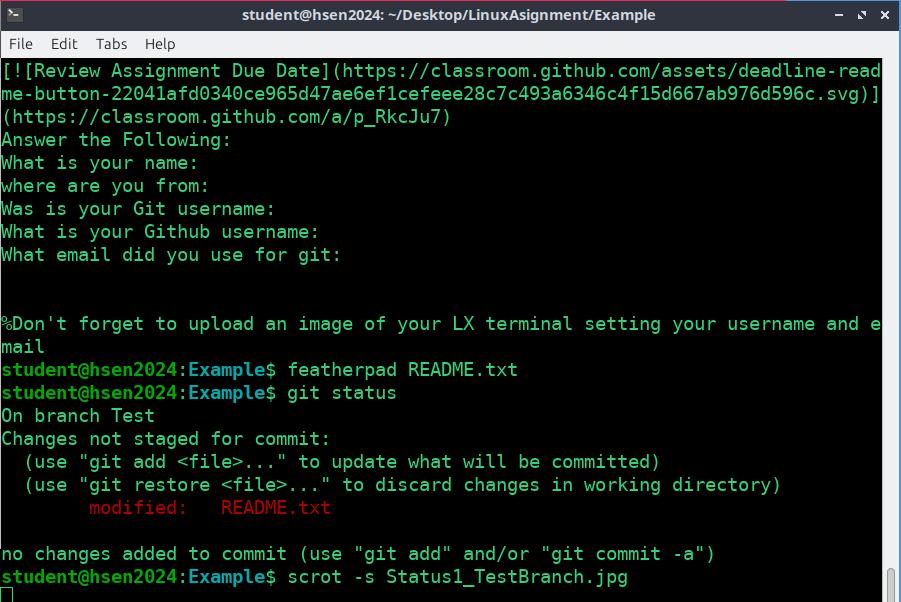 student@hsen2024: ~/Desktop/LinuxAsignment/Example
File Edit Tabs Help
[![Review Assignment Due Date](https://classroom.github.com/assets/deadline-read
me-button-22041afd0340ce965d47ae6ef1cefeee28c7c493a6346c4f15d667ab976d596c.svg)]
(https://classroom.github.com/a/p_RkcJu7)
Answer the Following:
What is your name:
where are you from:
Was is your Git username:
What is your Github username:
What email did you use for git:
%Don't forget to upload an image of your LX terminal setting your username and e
mail
student@hsen2024:Example$ featherpad README.txt
student@hsen2024:Example$ git status
On branch Test
Changes not staged for commit:
  (use "git add <file>..." to update what will be committed)
  (use "git restore <file>..." to discard changes in working directory)
        modified:   README.txt
no changes added to commit (use "git add" and/or "git commit -a")
student@hsen2024:Example$ scrot -s Status1_TestBranch.jpg